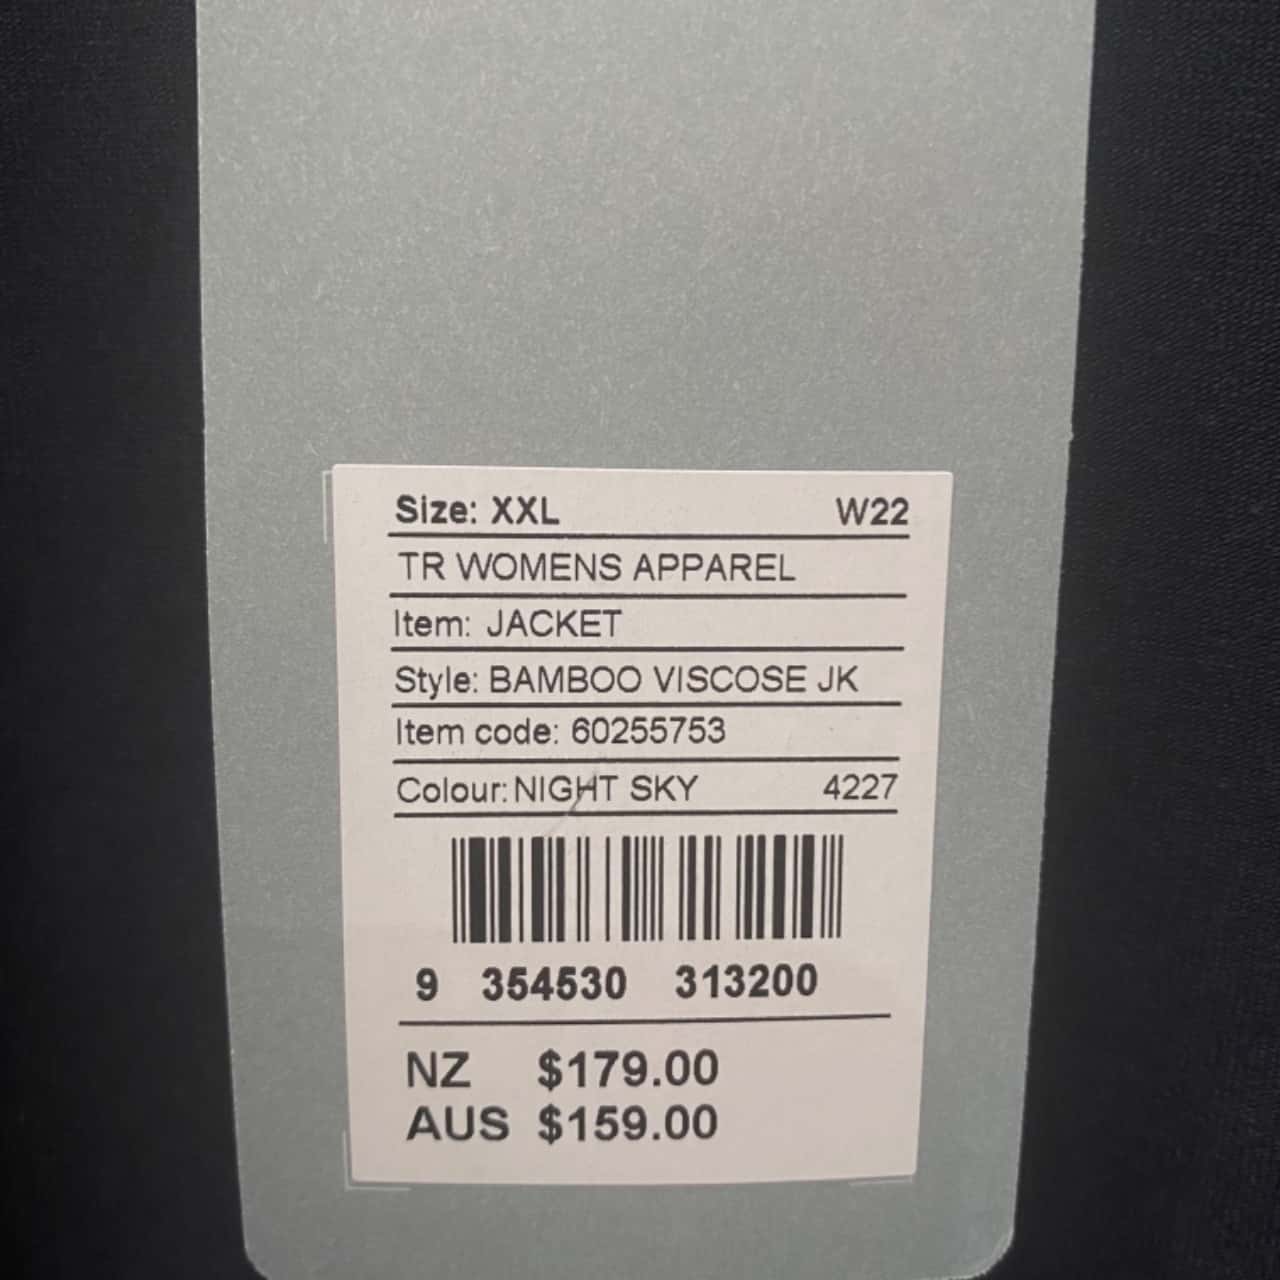 Size: XXL W22
TR WOMENS APPAREL
Item: JACKET
Style: BAMBOO VISCOSE JK
Item code: 60255753
Colour: NIGHT SKY 4227
9 354530 313200
NZ $179.00
AUS $159.00